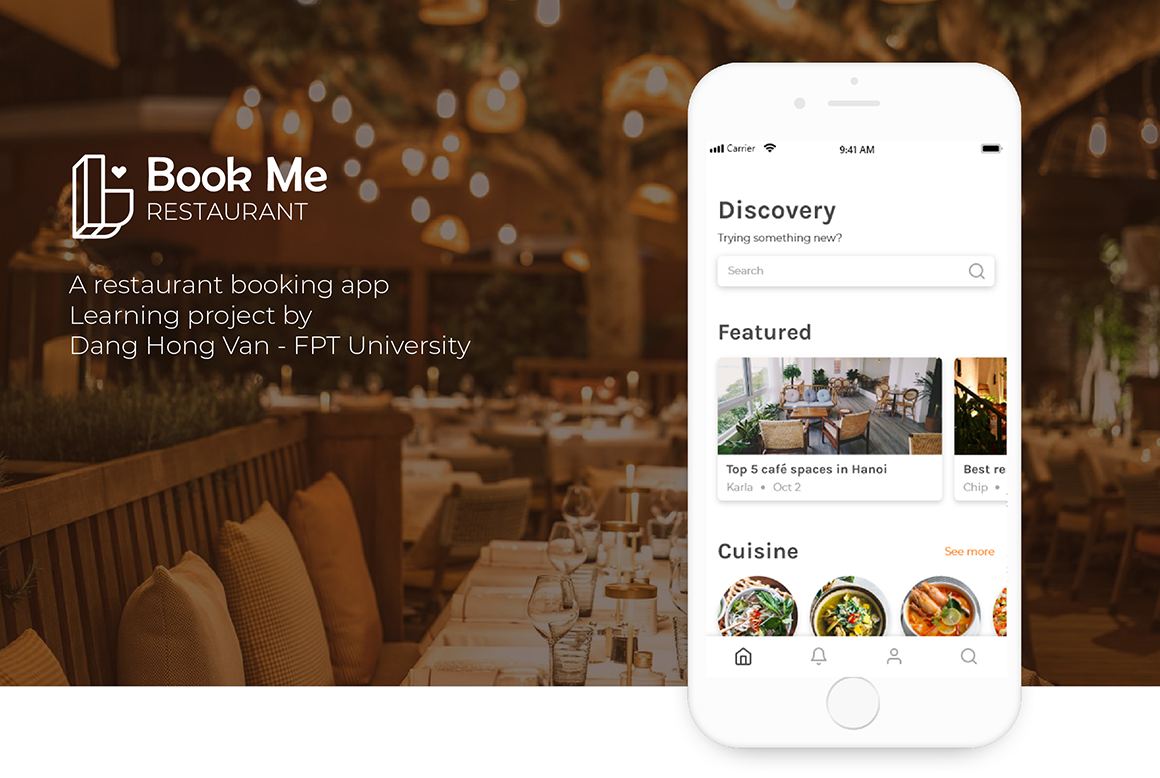 Book Me
RESTAURANT
A restaurant booking app
Learning project by
Dang Hong Van - FPT University
Carrier
9:41 AM
Discovery
Trying something new?
Search
Featured
Top 5 café spaces in Hanoi
Karla • Oct 2
Best re
Chip •
Cuisine
See more